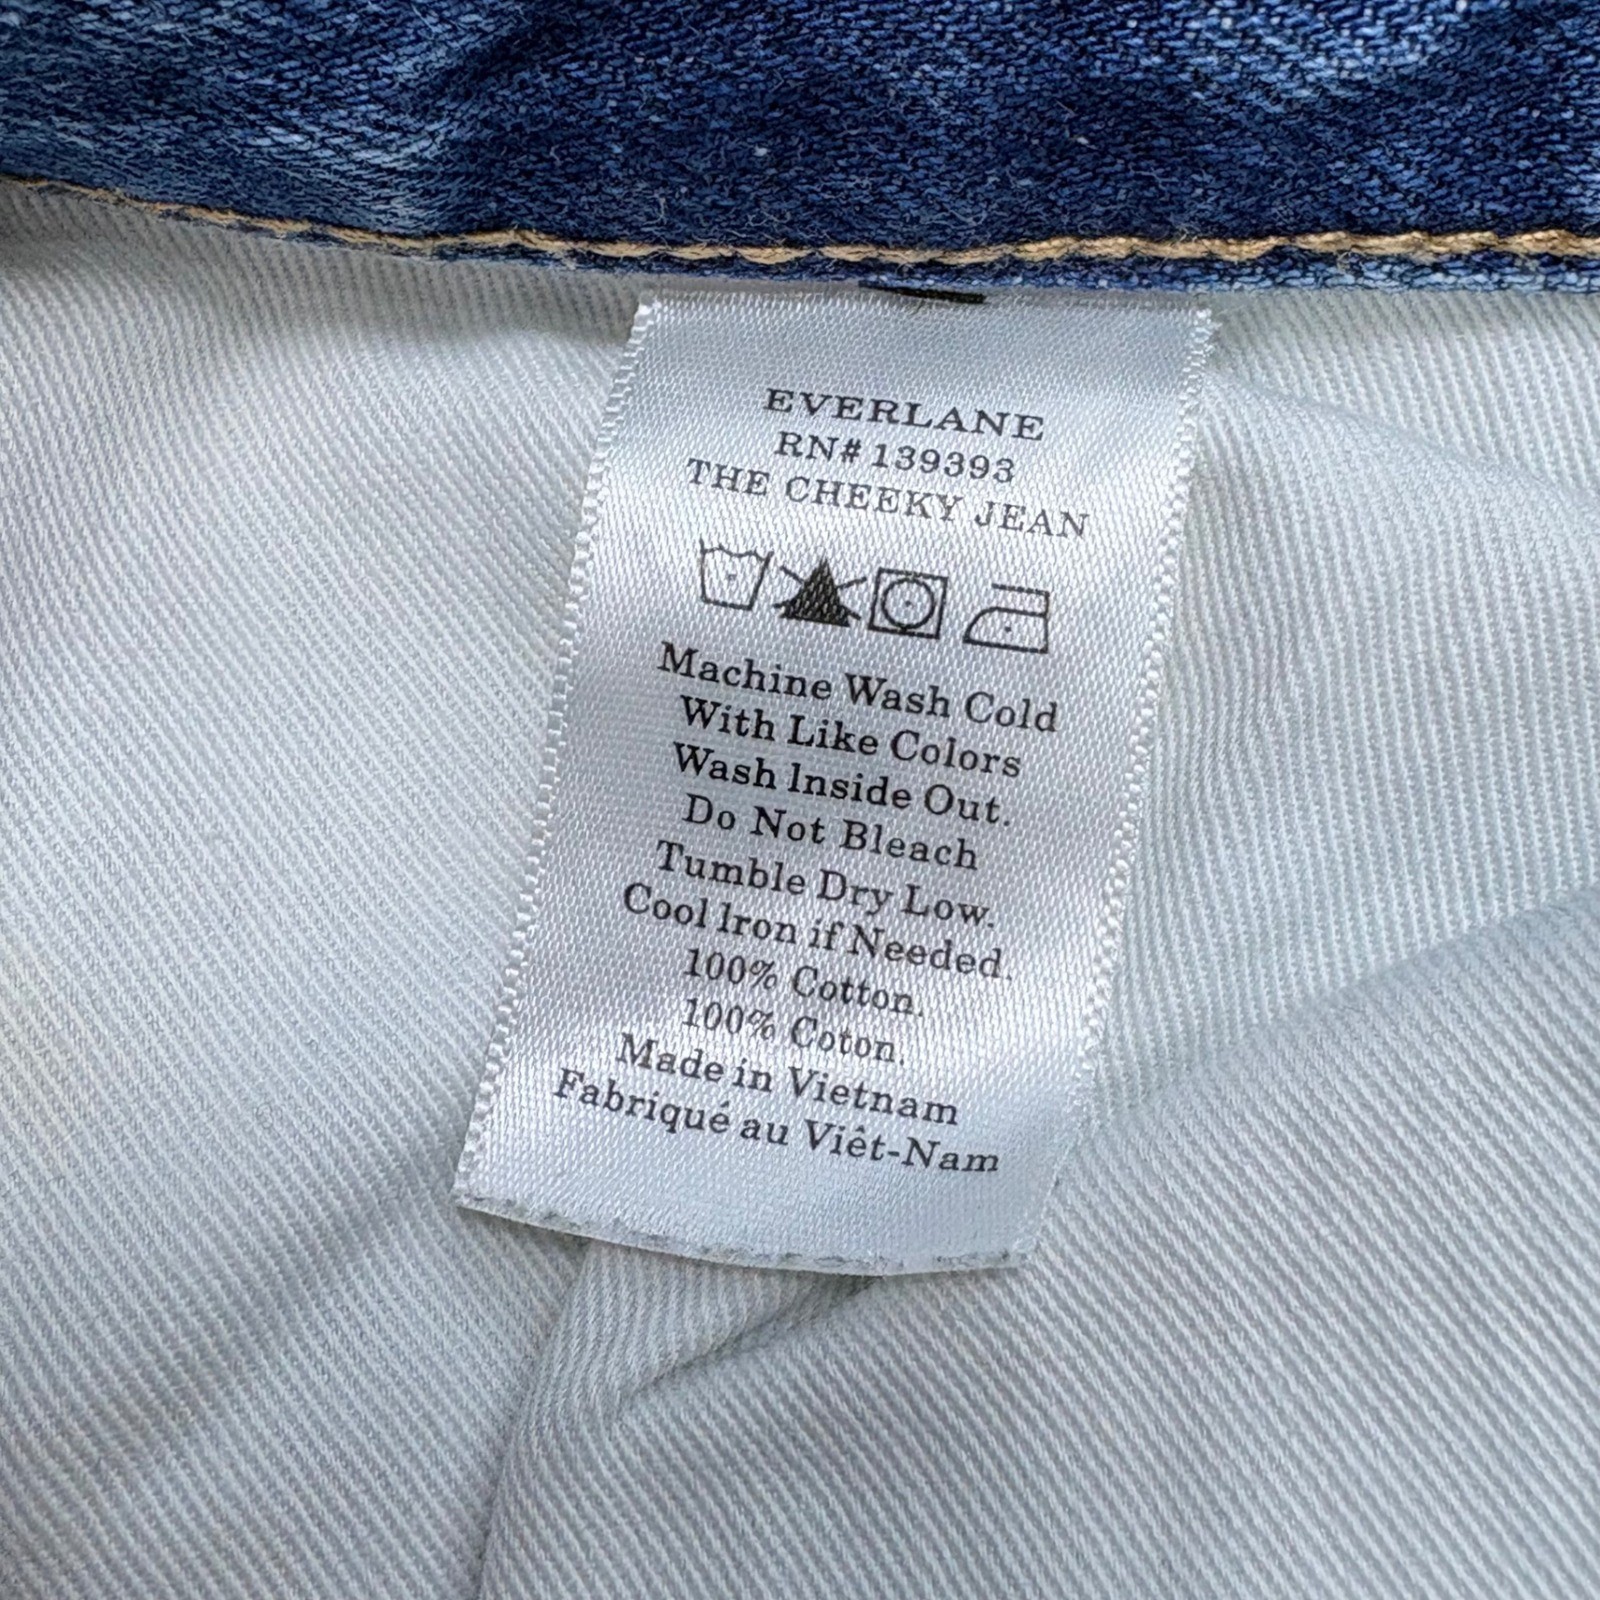 EVERLANE
RN# 139393
THE CHEEKY JEAN
Machine Wash Cold
With Like Colors
Wash Inside Out.
Do Not Bleach
Tumble Dry Low.
Cool Iron if Needed.
100% Cotton.
100% Coton.
Made in Vietnam
Fabriqué au Viêt-Nam